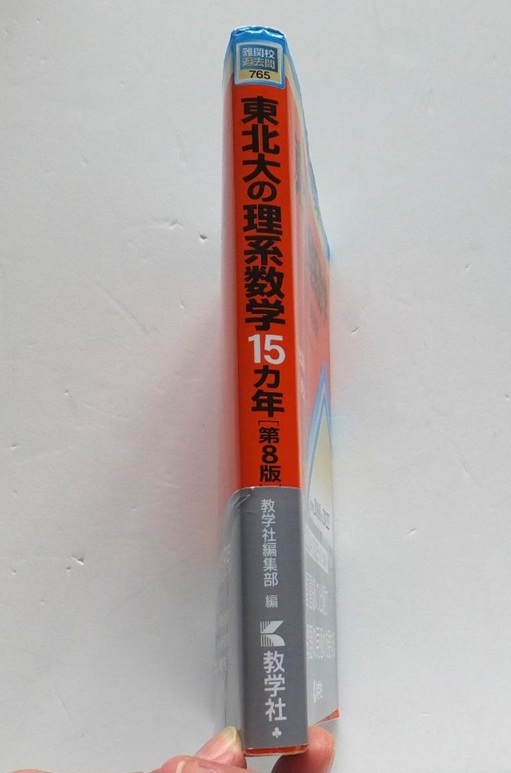 難関校
過去問
765
東北大の理系数学15カ年[第8版
教学社編集部 編
教学社